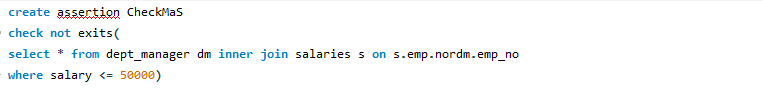 create assertion CheckMaS
check not exits(
select * from dept_manager dm inner join salaries s on s.emp.nordm.emp_no
where salary <= 50000)